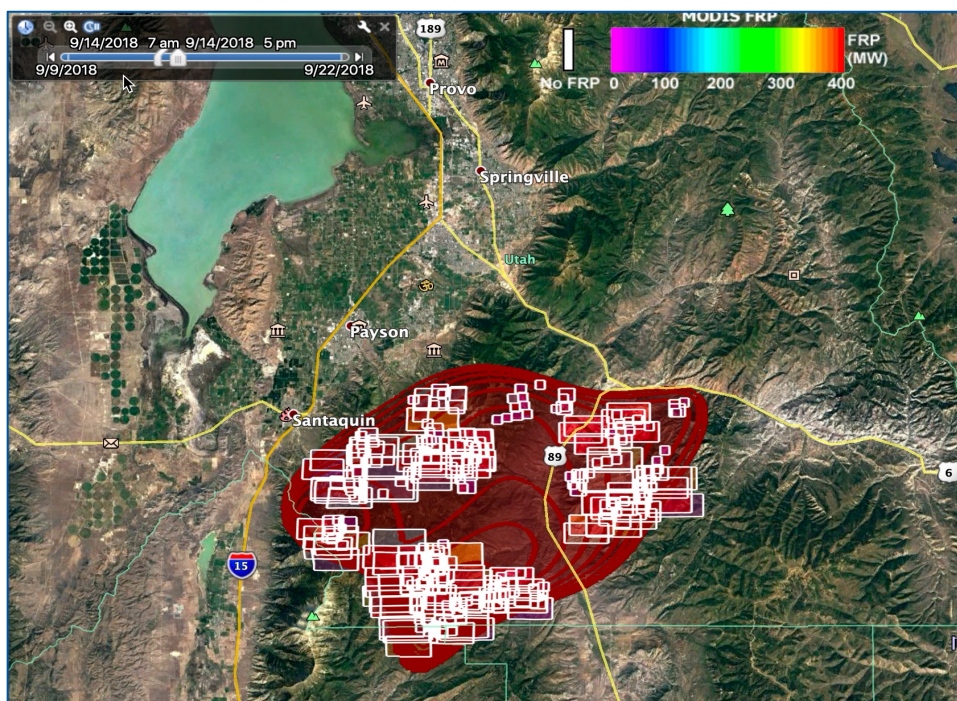 9/14/2018 7 am 9/14/2018 5 pm
9/9/2018 9/22/2018
MODIS FRP
FRP
(MW)
No FRP 0 100 200 300 400
189
Provo
Springville
Utah
Payson
Santaquin
89
6
15